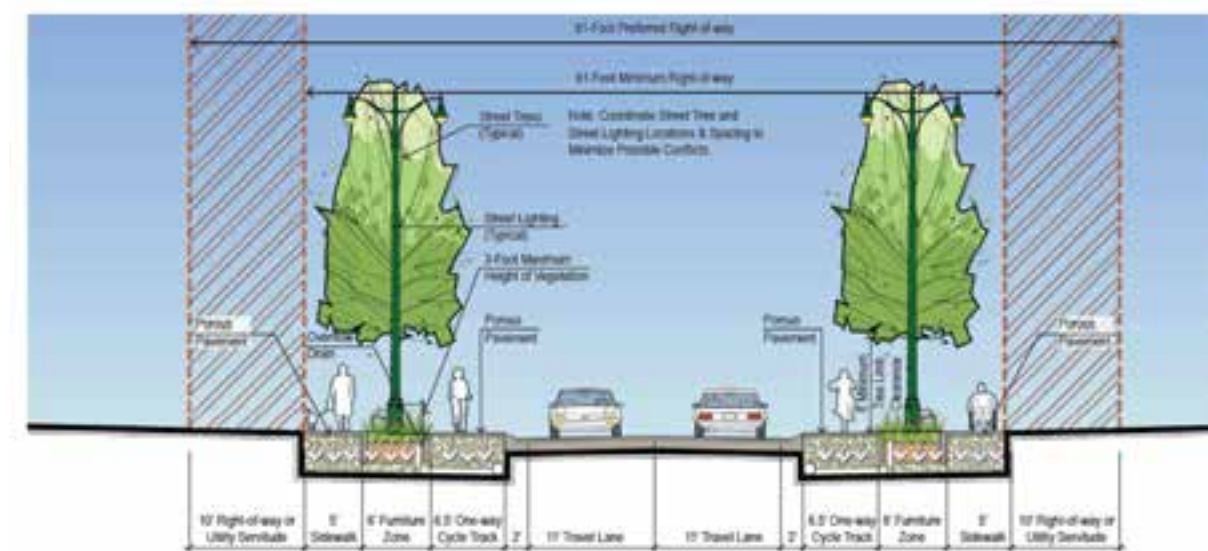 81-Foot Preferred Right-of-way
61-Foot Minimum Right-of-way
Street Trees
(Typical)
Note: Coordinate Street Tree and
Street Lighting Locations & Spacing to
Minimize Possible Conflicts.
Street Lighting
(Typical)
3-Foot Maximum
Height of Vegetation
Porous
Pavement
Overflow
Drain
Porous
Pavement
Porous
Pavement
Minimum
Tree Limb
Clearance
Porous
Pavement
10' Right-of-way or
Utility Servitude
5'
Sidewalk
6' Furniture
Zone
6.5' One-way
Cycle Track
2'
11' Travel Lane
11' Travel Lane
2'
6.5' One-way
Cycle Track
6' Furniture
Zone
5'
Sidewalk
10' Right-of-way or
Utility Servitude